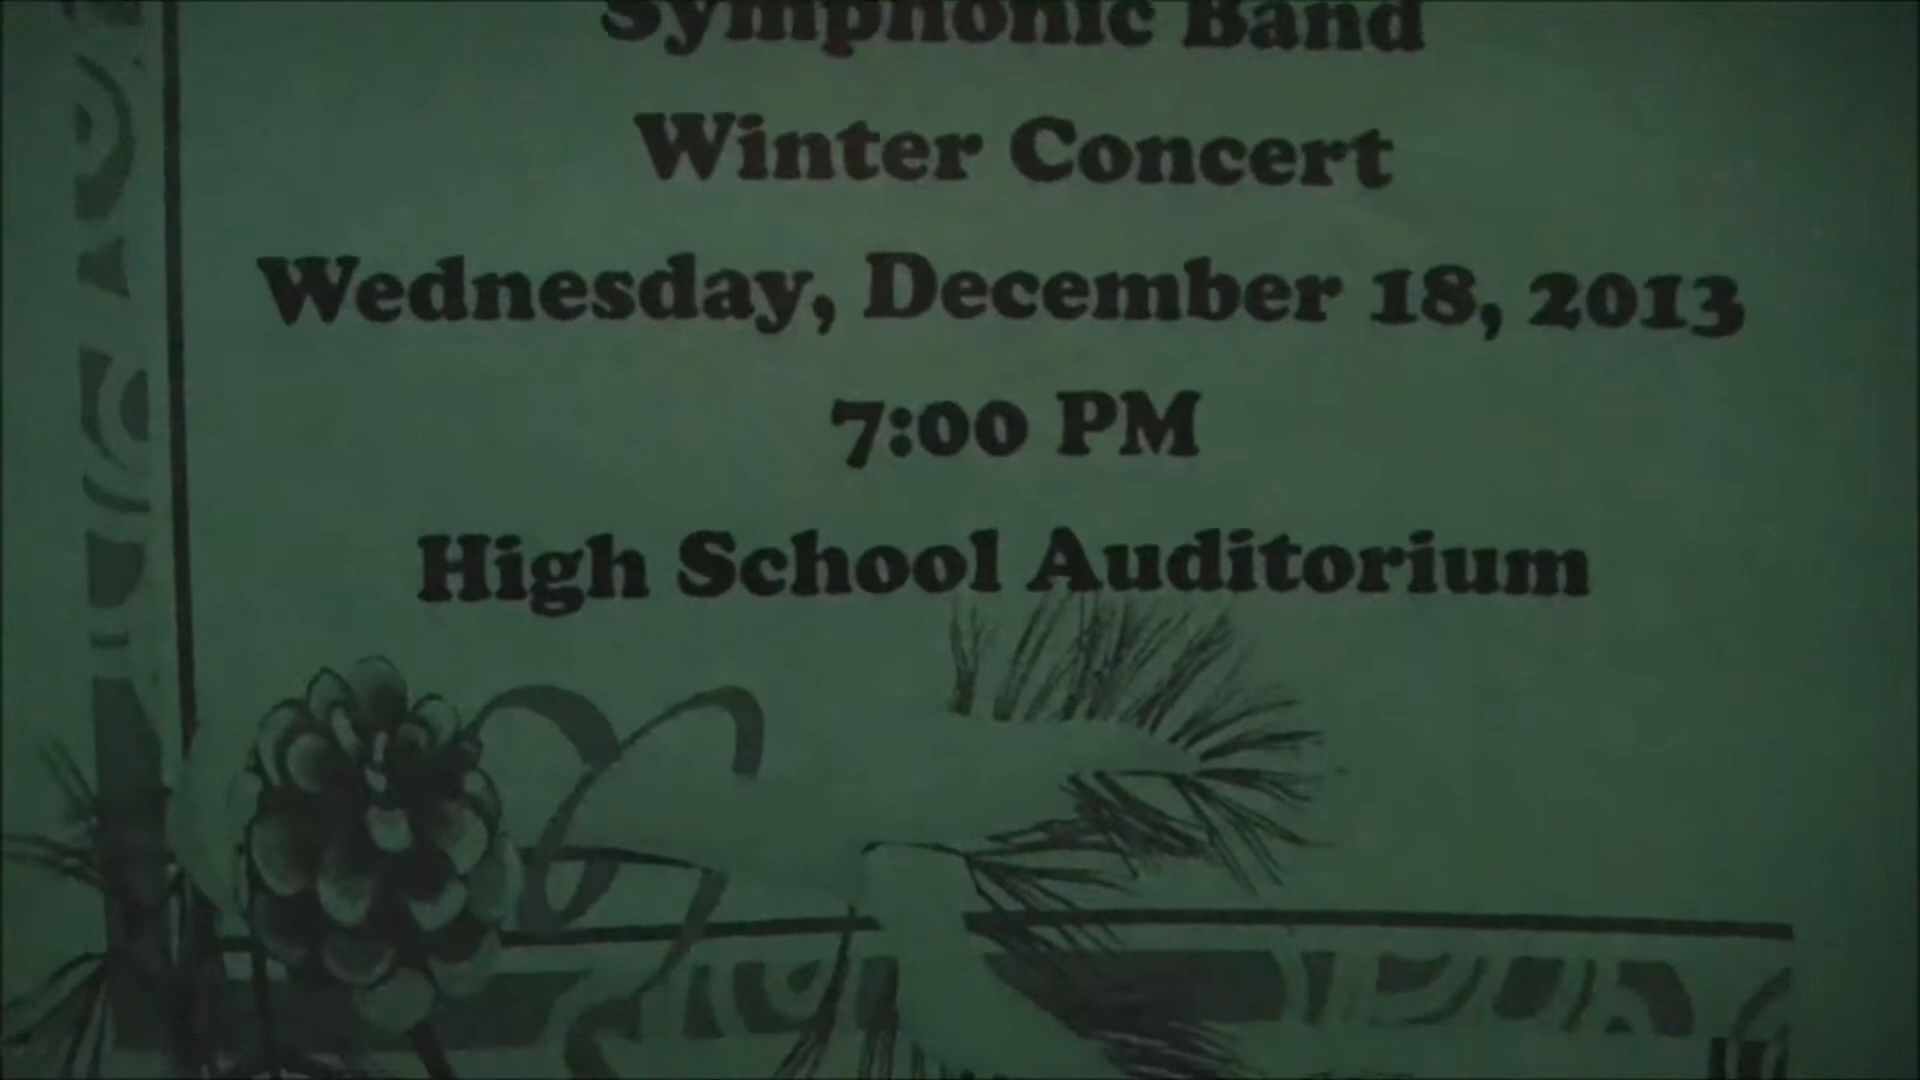 Symphonic Band
Winter Concert
Wednesday, December 18, 2013
7:00 PM
High School Auditorium